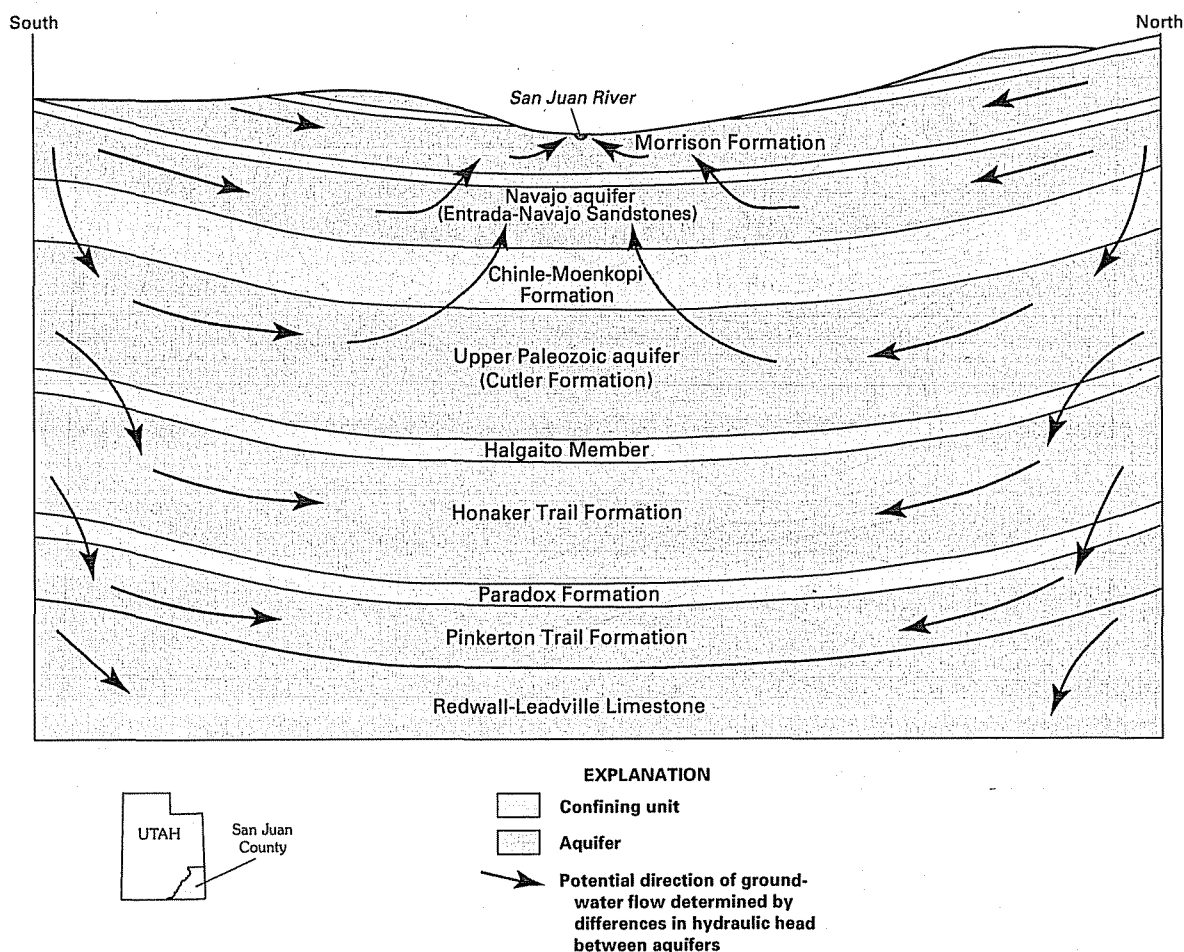 South
North
San Juan River
Morrison Formation
Navajo aquifer
(Entrada-Navajo Sandstones)
Chinle-Moenkopi
Formation
Upper Paleozoic aquifer
(Cutler Formation)
Halgaito Member
Honaker Trail Formation
Paradox Formation
Pinkerton Trail Formation
Redwall-Leadville Limestone
EXPLANATION
UTAH
San Juan
County
Confining unit
Aquifer
Potential direction of ground-
water flow determined by
differences in hydraulic head
between aquifers